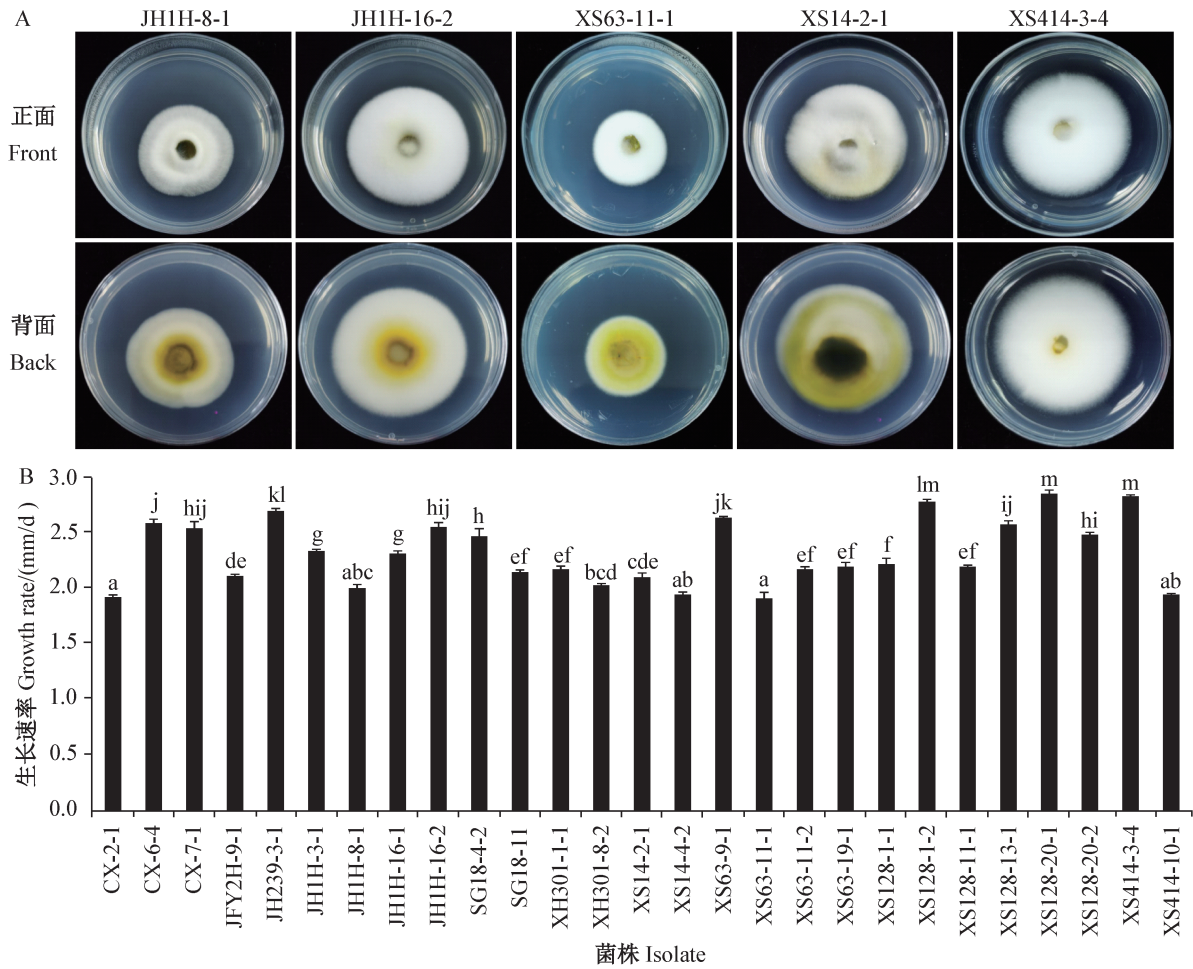 A
JH1H-8-1
JH1H-16-2
XS63-11-1
XS14-2-1
XS414-3-4
正面
Front
背面
Back
B
生长速率 Growth rate/(mm/d )
3.0
2.5
2.0
1.5
1.0
0.5
0.0
a
j
hij
de
kl
g
abc
g
hij
h
ef
ef
bcd
cde
ab
jk
a
ef
ef
f
lm
ef
ij
m
hi
m
ab
CX-2-1
CX-6-4
CX-7-1
JFY2H-9-1
JH239-3-1
JH1H-3-1
JH1H-8-1
JH1H-16-1
JH1H-16-2
SG18-4-2
SG18-11
XH301-1-1
XH301-8-2
XS14-2-1
XS14-4-2
XS63-9-1
XS63-11-1
XS63-11-2
XS63-19-1
XS128-1-1
XS128-1-2
XS128-11-1
XS128-13-1
XS128-20-1
XS128-20-2
XS414-3-4
XS414-10-1
菌株 Isolate